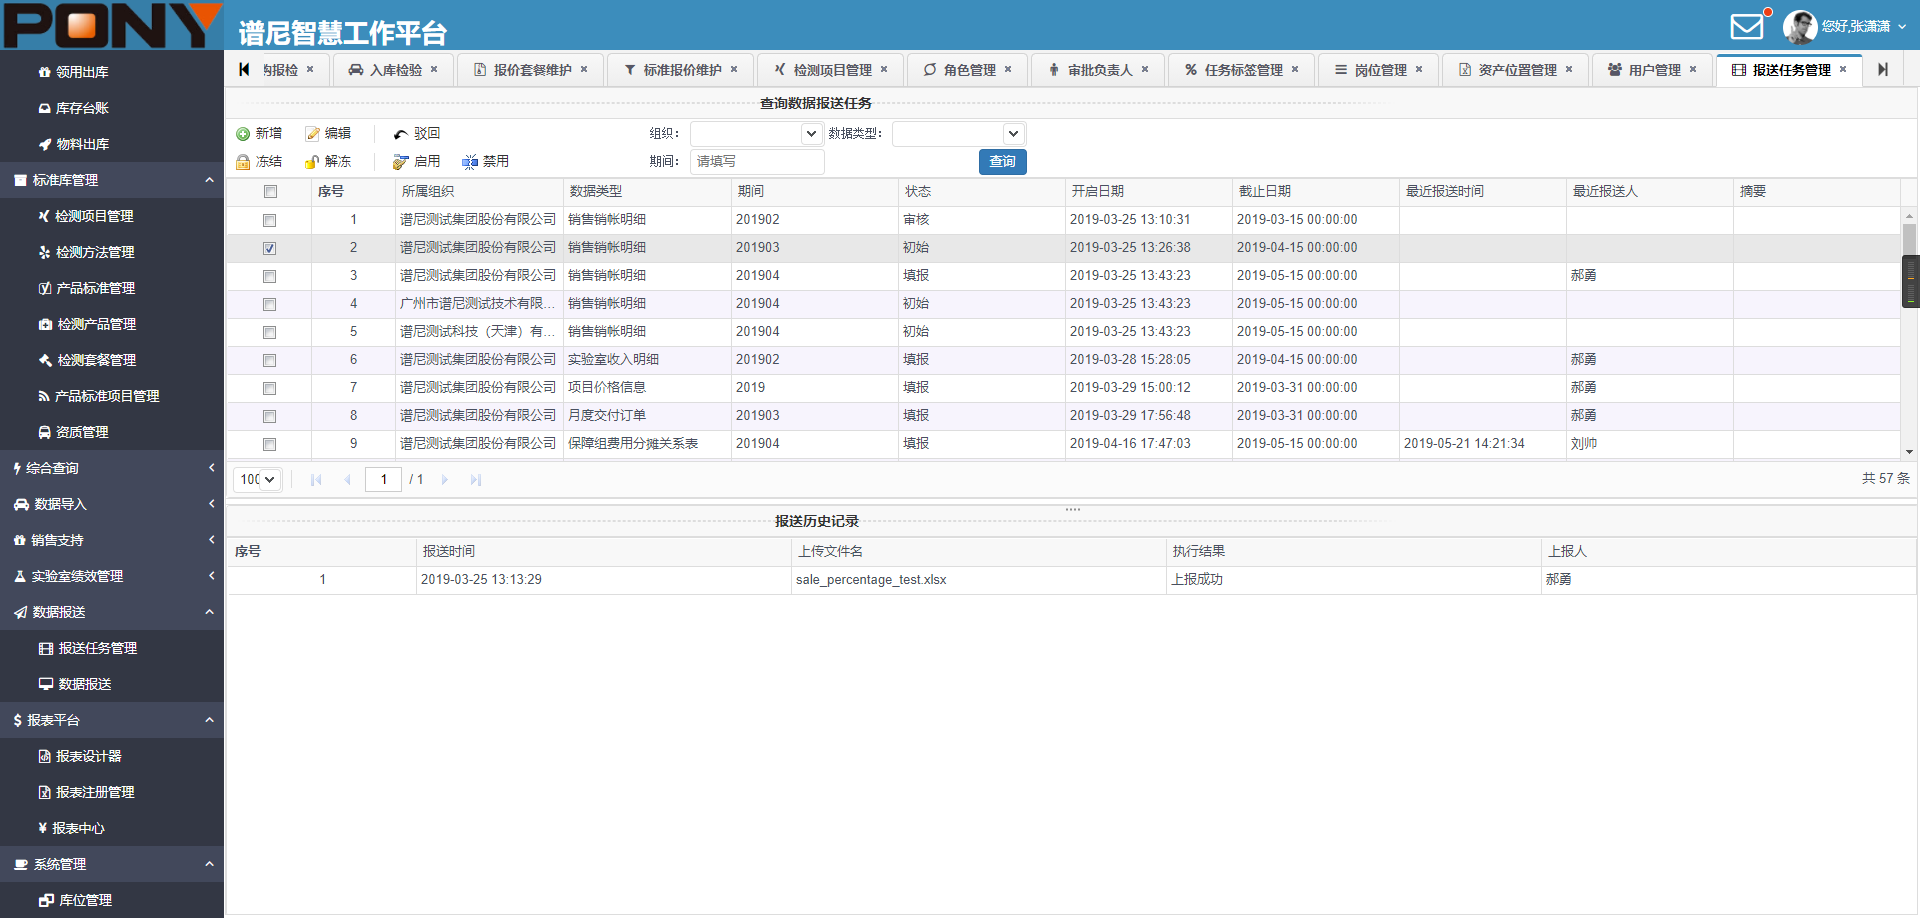 PONY
谱尼智慧工作平台
您好,张潇潇
购报检
入库检验
报价套餐维护
标准报价维护
检测项目管理
角色管理
审批负责人
任务标签管理
岗位管理
资产位置管理
用户管理
报送任务管理
领用出库
库存台账
物料出库
标准库管理
检测项目管理
检测方法管理
产品标准管理
检测产品管理
检测套餐管理
产品标准项目管理
资质管理
综合查询
数据导入
销售支持
实验室绩效管理
数据报送
报送任务管理
数据报送
报表平台
报表设计器
报表注册管理
报表中心
系统管理
库位管理
查询数据报送任务
新增 编辑 驳回 组织: 数据类型:
冻结 解冻 启用 禁用 期间: 请填写 查询
序号 所属组织 数据类型 期间 状态 开启日期 截止日期 最近报送时间 最近报送人 摘要
1 谱尼测试集团股份有限公司 销售销帐明细 201902 审核 2019-03-25 13:10:31 2019-03-15 00:00:00
2 谱尼测试集团股份有限公司 销售销帐明细 201903 初始 2019-03-25 13:26:38 2019-04-15 00:00:00
3 谱尼测试集团股份有限公司 销售销帐明细 201904 填报 2019-03-25 13:43:23 2019-05-15 00:00:00 郝勇
4 广州市谱尼测试技术有限... 销售销帐明细 201904 初始 2019-03-25 13:43:23 2019-05-15 00:00:00
5 谱尼测试科技（天津）有... 销售销帐明细 201904 初始 2019-03-25 13:43:23 2019-05-15 00:00:00
6 谱尼测试集团股份有限公司 实验室收入明细 201902 填报 2019-03-28 15:28:05 2019-04-15 00:00:00 郝勇
7 谱尼测试集团股份有限公司 项目价格信息 2019 填报 2019-03-29 15:00:12 2019-03-31 00:00:00 郝勇
8 谱尼测试集团股份有限公司 月度交付订单 201903 填报 2019-03-29 17:56:48 2019-03-31 00:00:00 郝勇
9 谱尼测试集团股份有限公司 保障组费用分摊关系表 201904 填报 2019-04-16 17:47:03 2019-05-15 00:00:00 2019-05-21 14:21:34 刘帅
100 1 / 1 共 57 条
报送历史记录
序号 报送时间 上传文件名 执行结果 上报人
1 2019-03-25 13:13:29 sale_percentage_test.xlsx 上报成功 郝勇